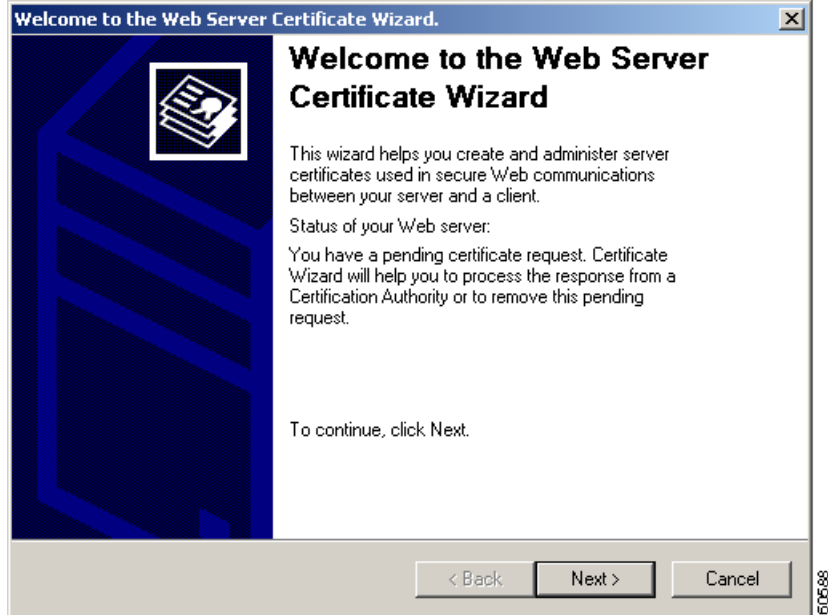 Welcome to the Web Server Certificate Wizard.
Welcome to the Web Server
Certificate Wizard
This wizard helps you create and administer server
certificates used in secure Web communications
between your server and a client.
Status of your Web server:
You have a pending certificate request. Certificate
Wizard will help you to process the response from a
Certification Authority or to remove this pending
request.
To continue, click Next.
< Back
Next >
Cancel
60588